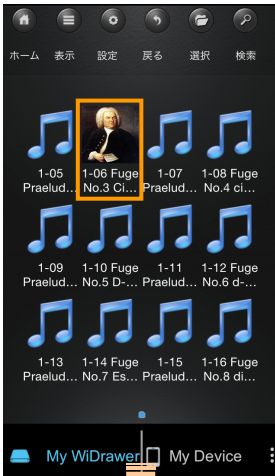 ホーム 表示 設定 戻る 選択 検索
1-05 Praelud...
1-06 Fuge No.3 Ci...
1-07 Praelud...
1-08 Fuge No.4 ci...
1-09 Praelud...
1-10 Fuge No.5 D-...
1-11 Praelud...
1-12 Fuge No.6 d-...
1-13 Praelud...
1-14 Fuge No.7 Es...
1-15 Praelud...
1-16 Fuge No.8 di...
My WiDrawer My Device